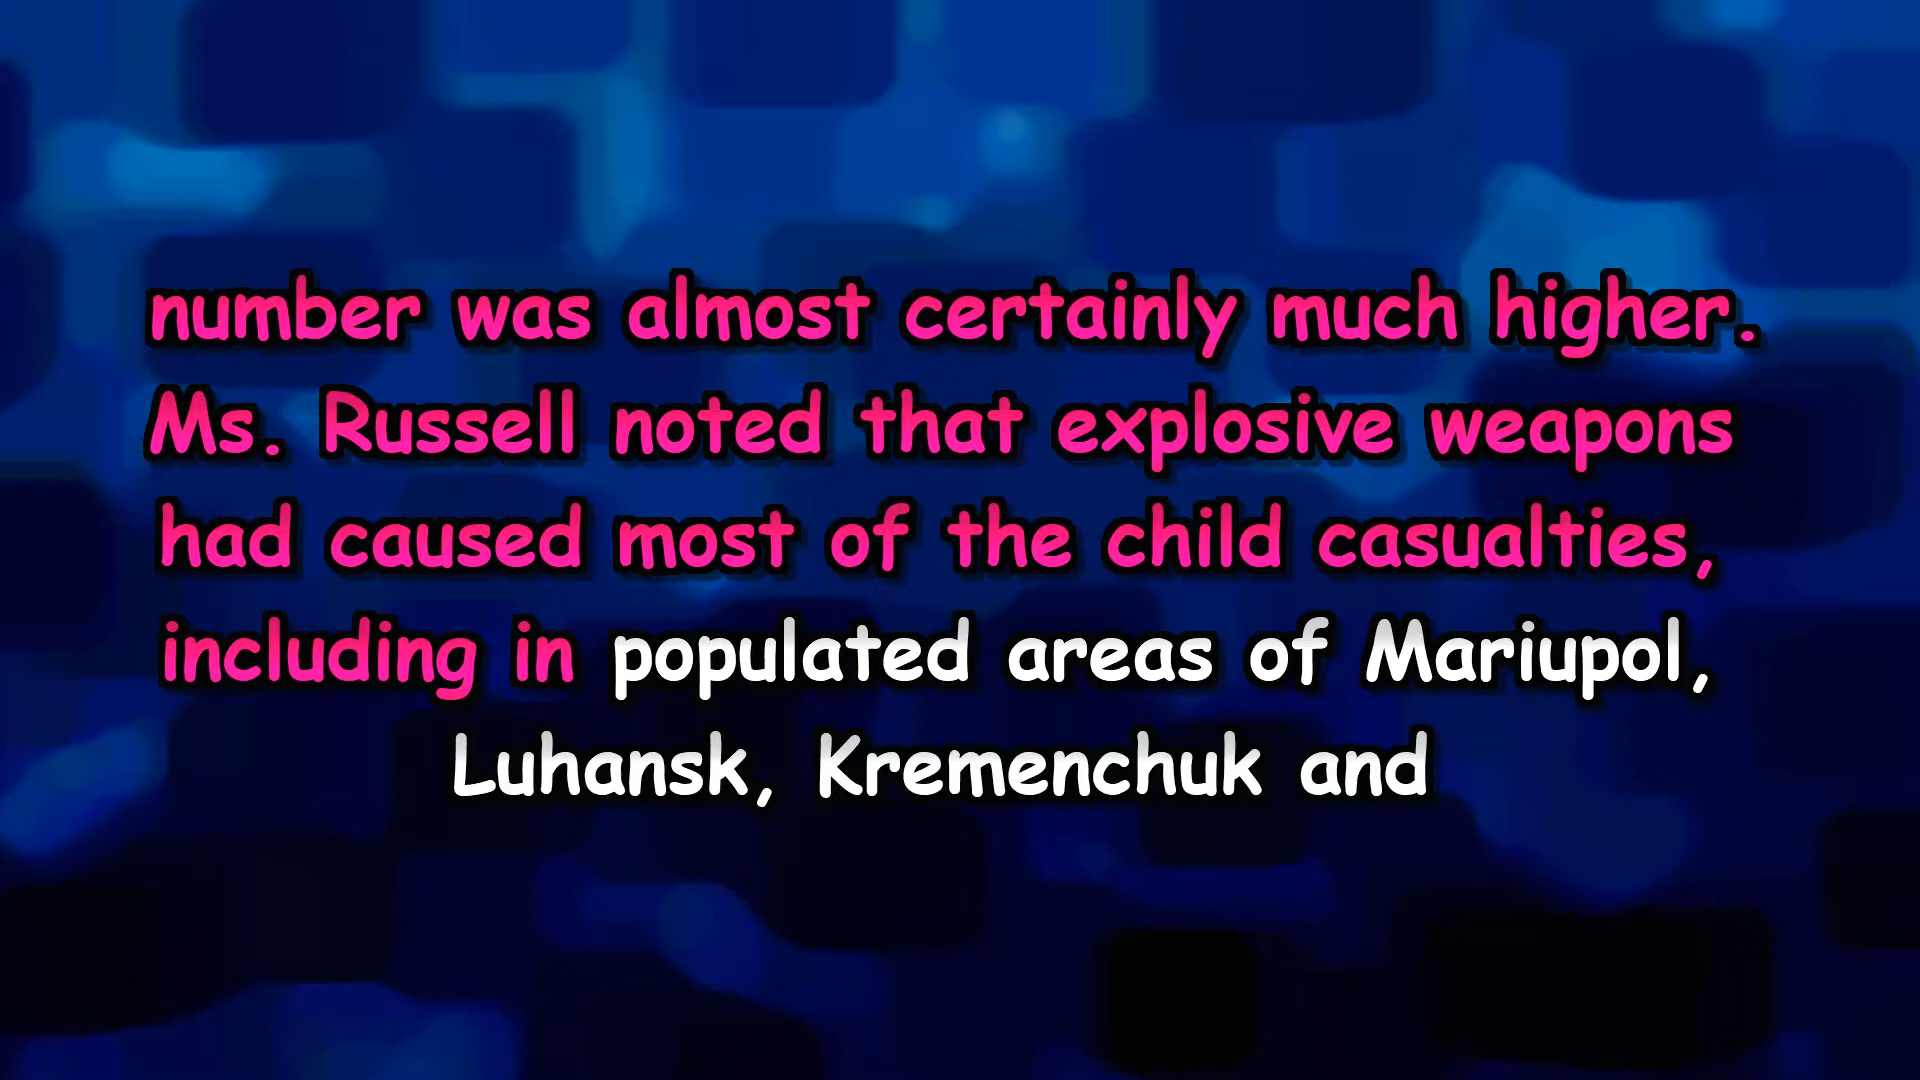 number was almost certainly much higher.
Ms. Russell noted that explosive weapons
had caused most of the child casualties,
including in populated areas of Mariupol,
Luhansk, Kremenchuk and